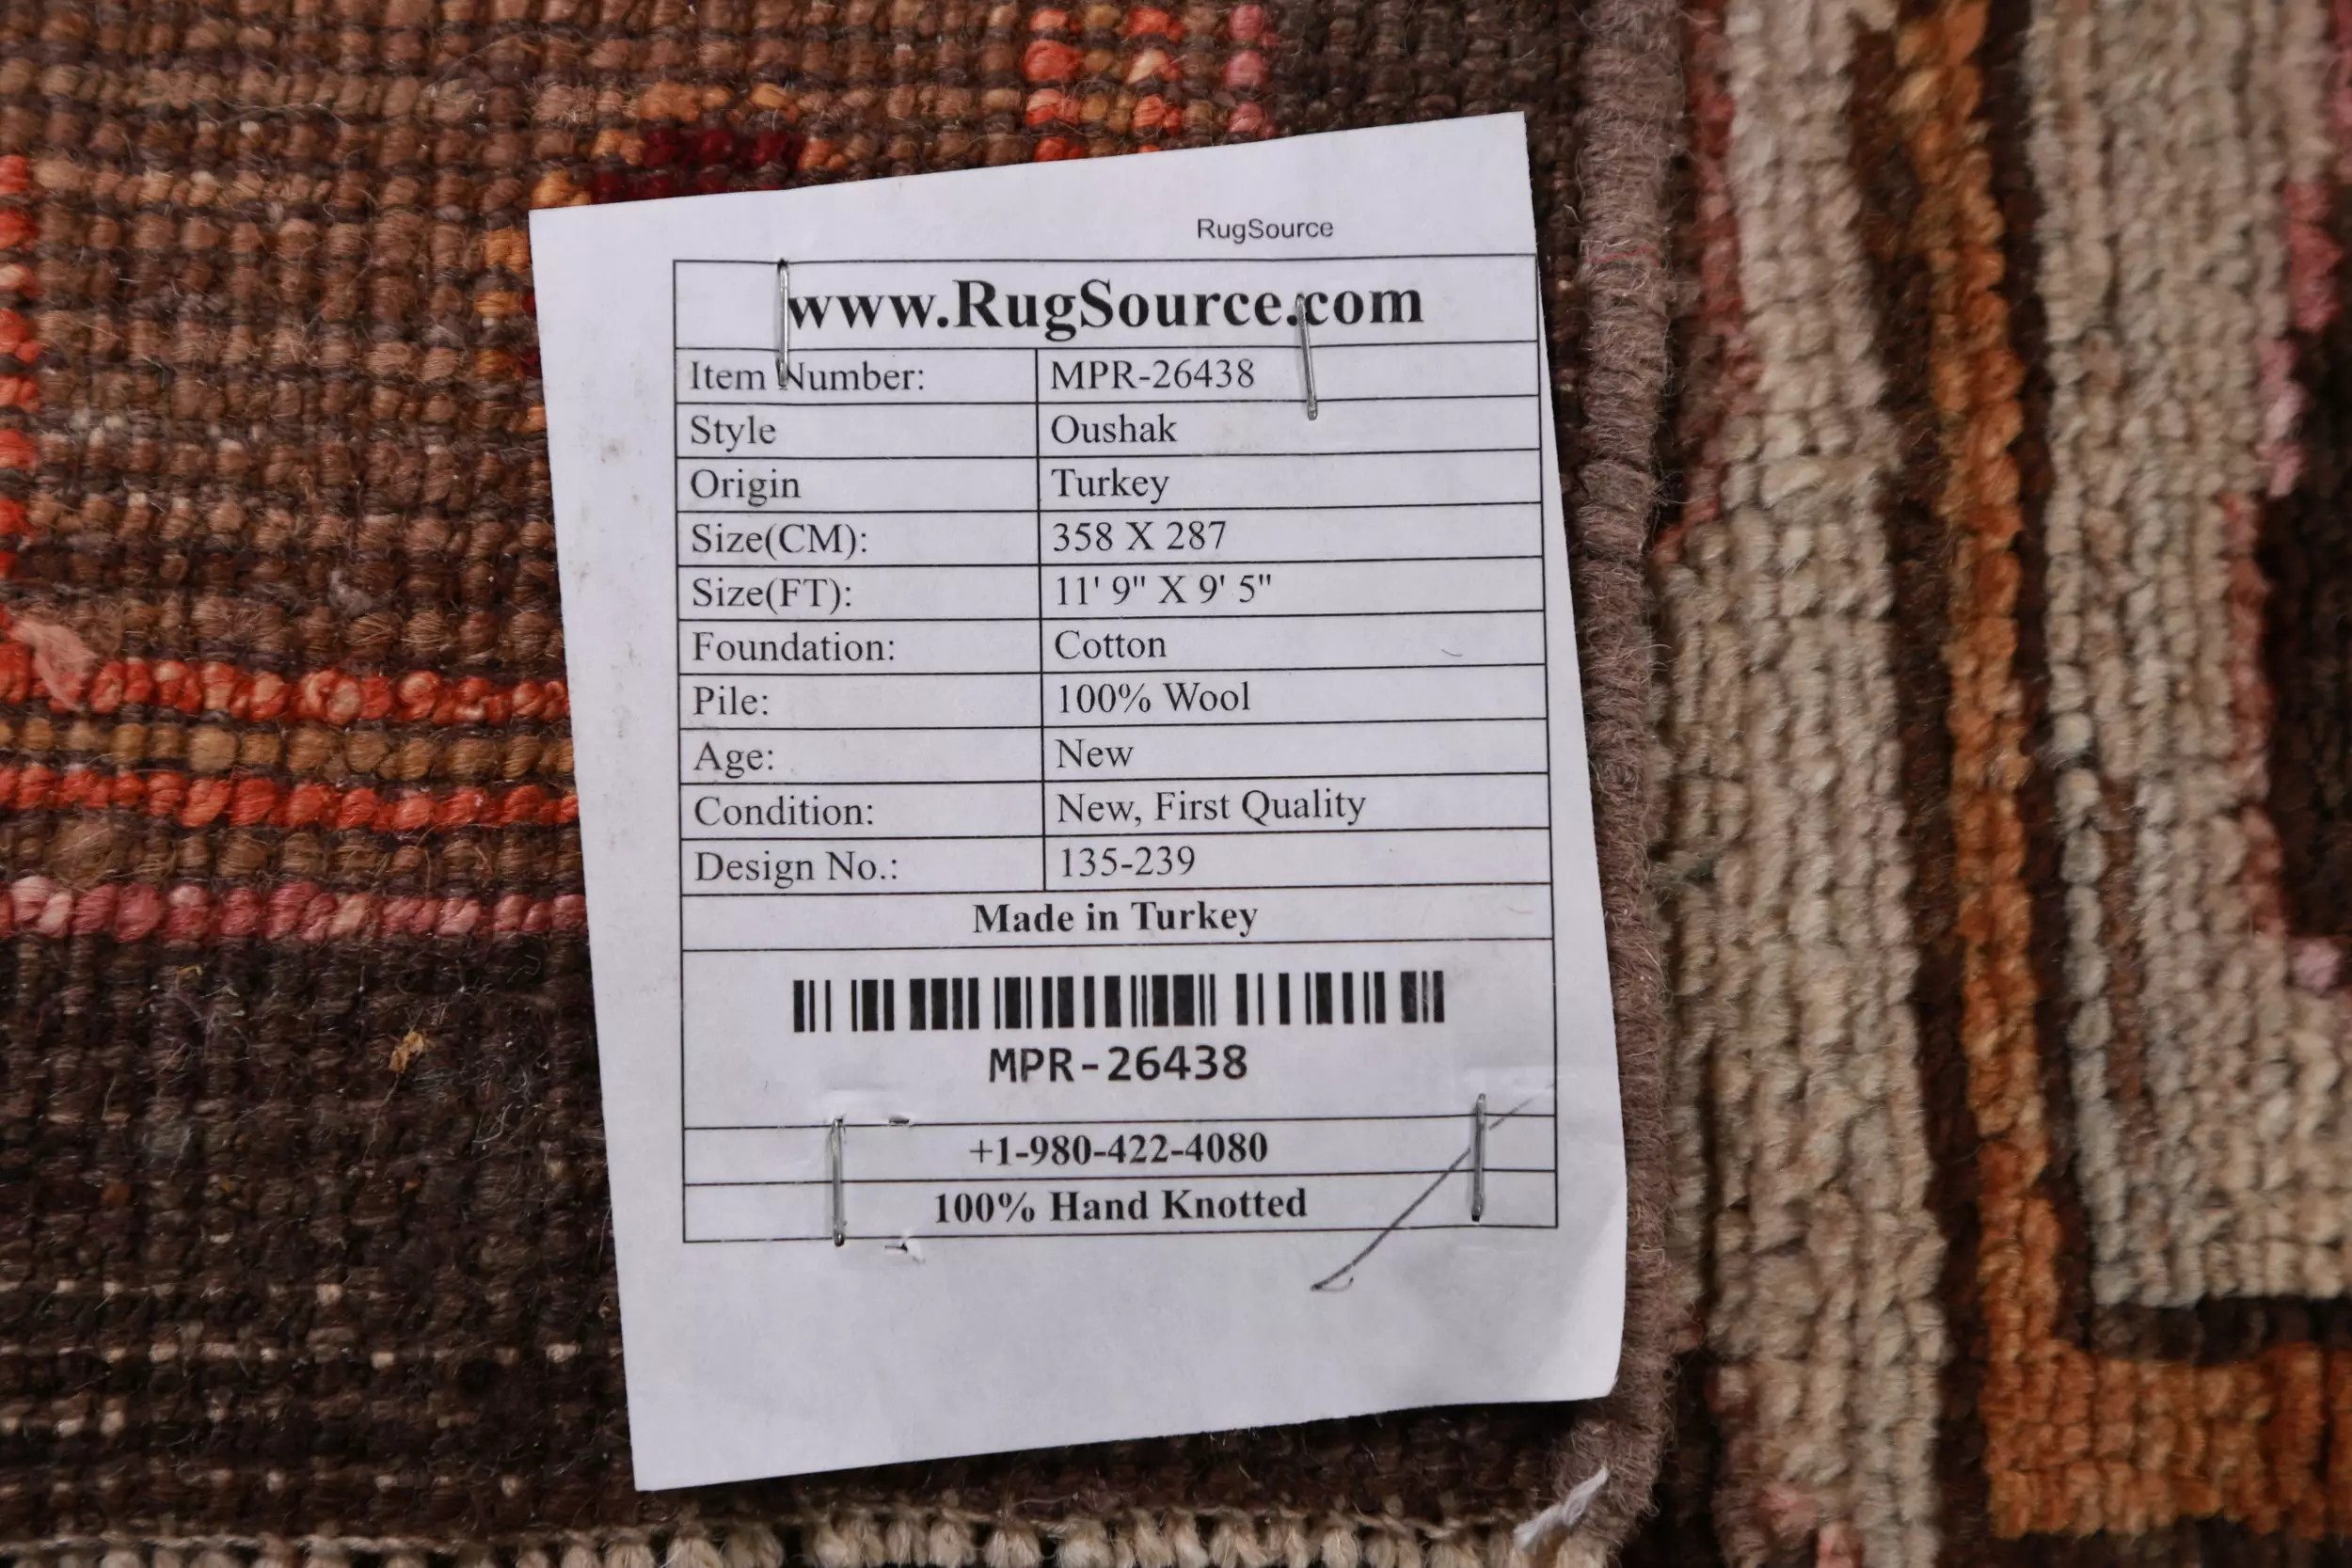 RugSource
www.RugSource.com
Item Number: MPR-26438
Style Oushak
Origin Turkey
Size(CM): 358 X 287
Size(FT): 11' 9" X 9' 5"
Foundation: Cotton
Pile: 100% Wool
Age: New
Condition: New, First Quality
Design No.: 135-239
Made in Turkey
MPR-26438
+1-980-422-4080
100% Hand Knotted